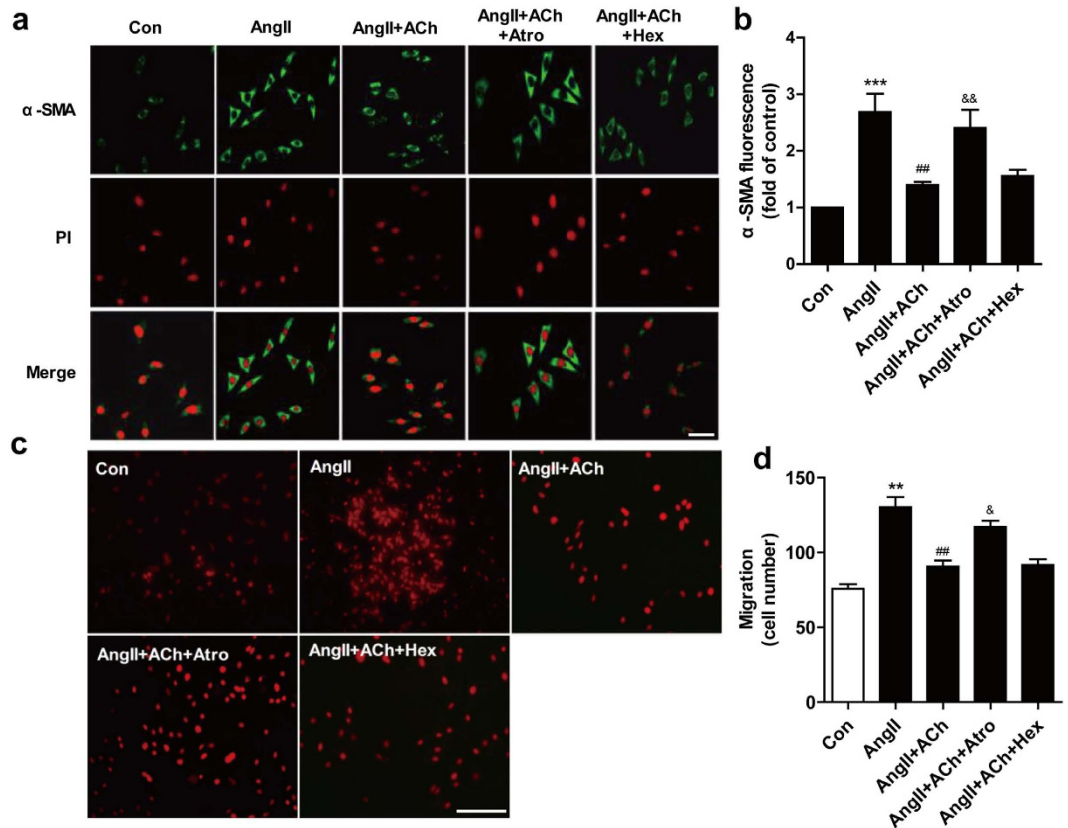 a
Con
AngII
AngII+ACh
AngII+ACh
+Atro
AngII+ACh
+Hex
α-SMA
PI
Merge
b
α-SMA fluorescence
(fold of control)
4
3
2
1
0
***
##
&&
Con
AngII
AngII+ACh
AngII+ACh+Atro
AngII+ACh+Hex
c
Con
AngII
AngII+ACh
AngII+ACh+Atro
AngII+ACh+Hex
d
Migration
(cell number)
150
100
50
0
**
##
&
Con
AngII
AngII+ACh
AngII+ACh+Atro
AngII+ACh+Hex